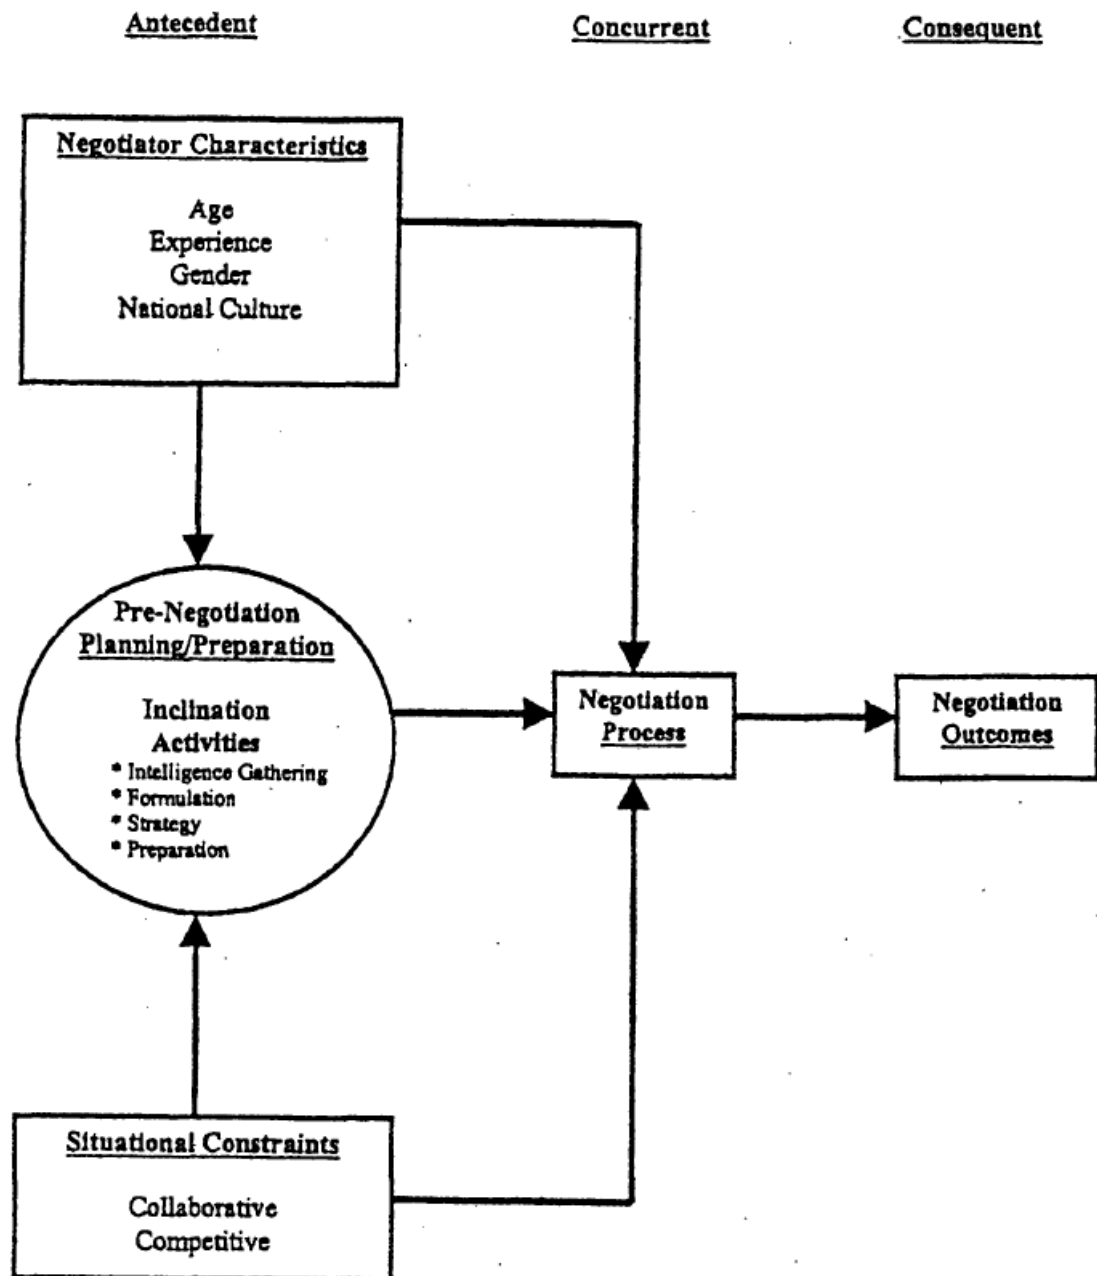 Antecedent
Concurrent
Consequent
Negotiator Characteristics
Age
Experience
Gender
National Culture
Pre-Negotiation
Planning/Preparation
Inclination
Activities
* Intelligence Gathering
* Formulation
* Strategy
* Preparation
Negotiation
Process
Negotiation
Outcomes
Situational Constraints
Collaborative
Competitive